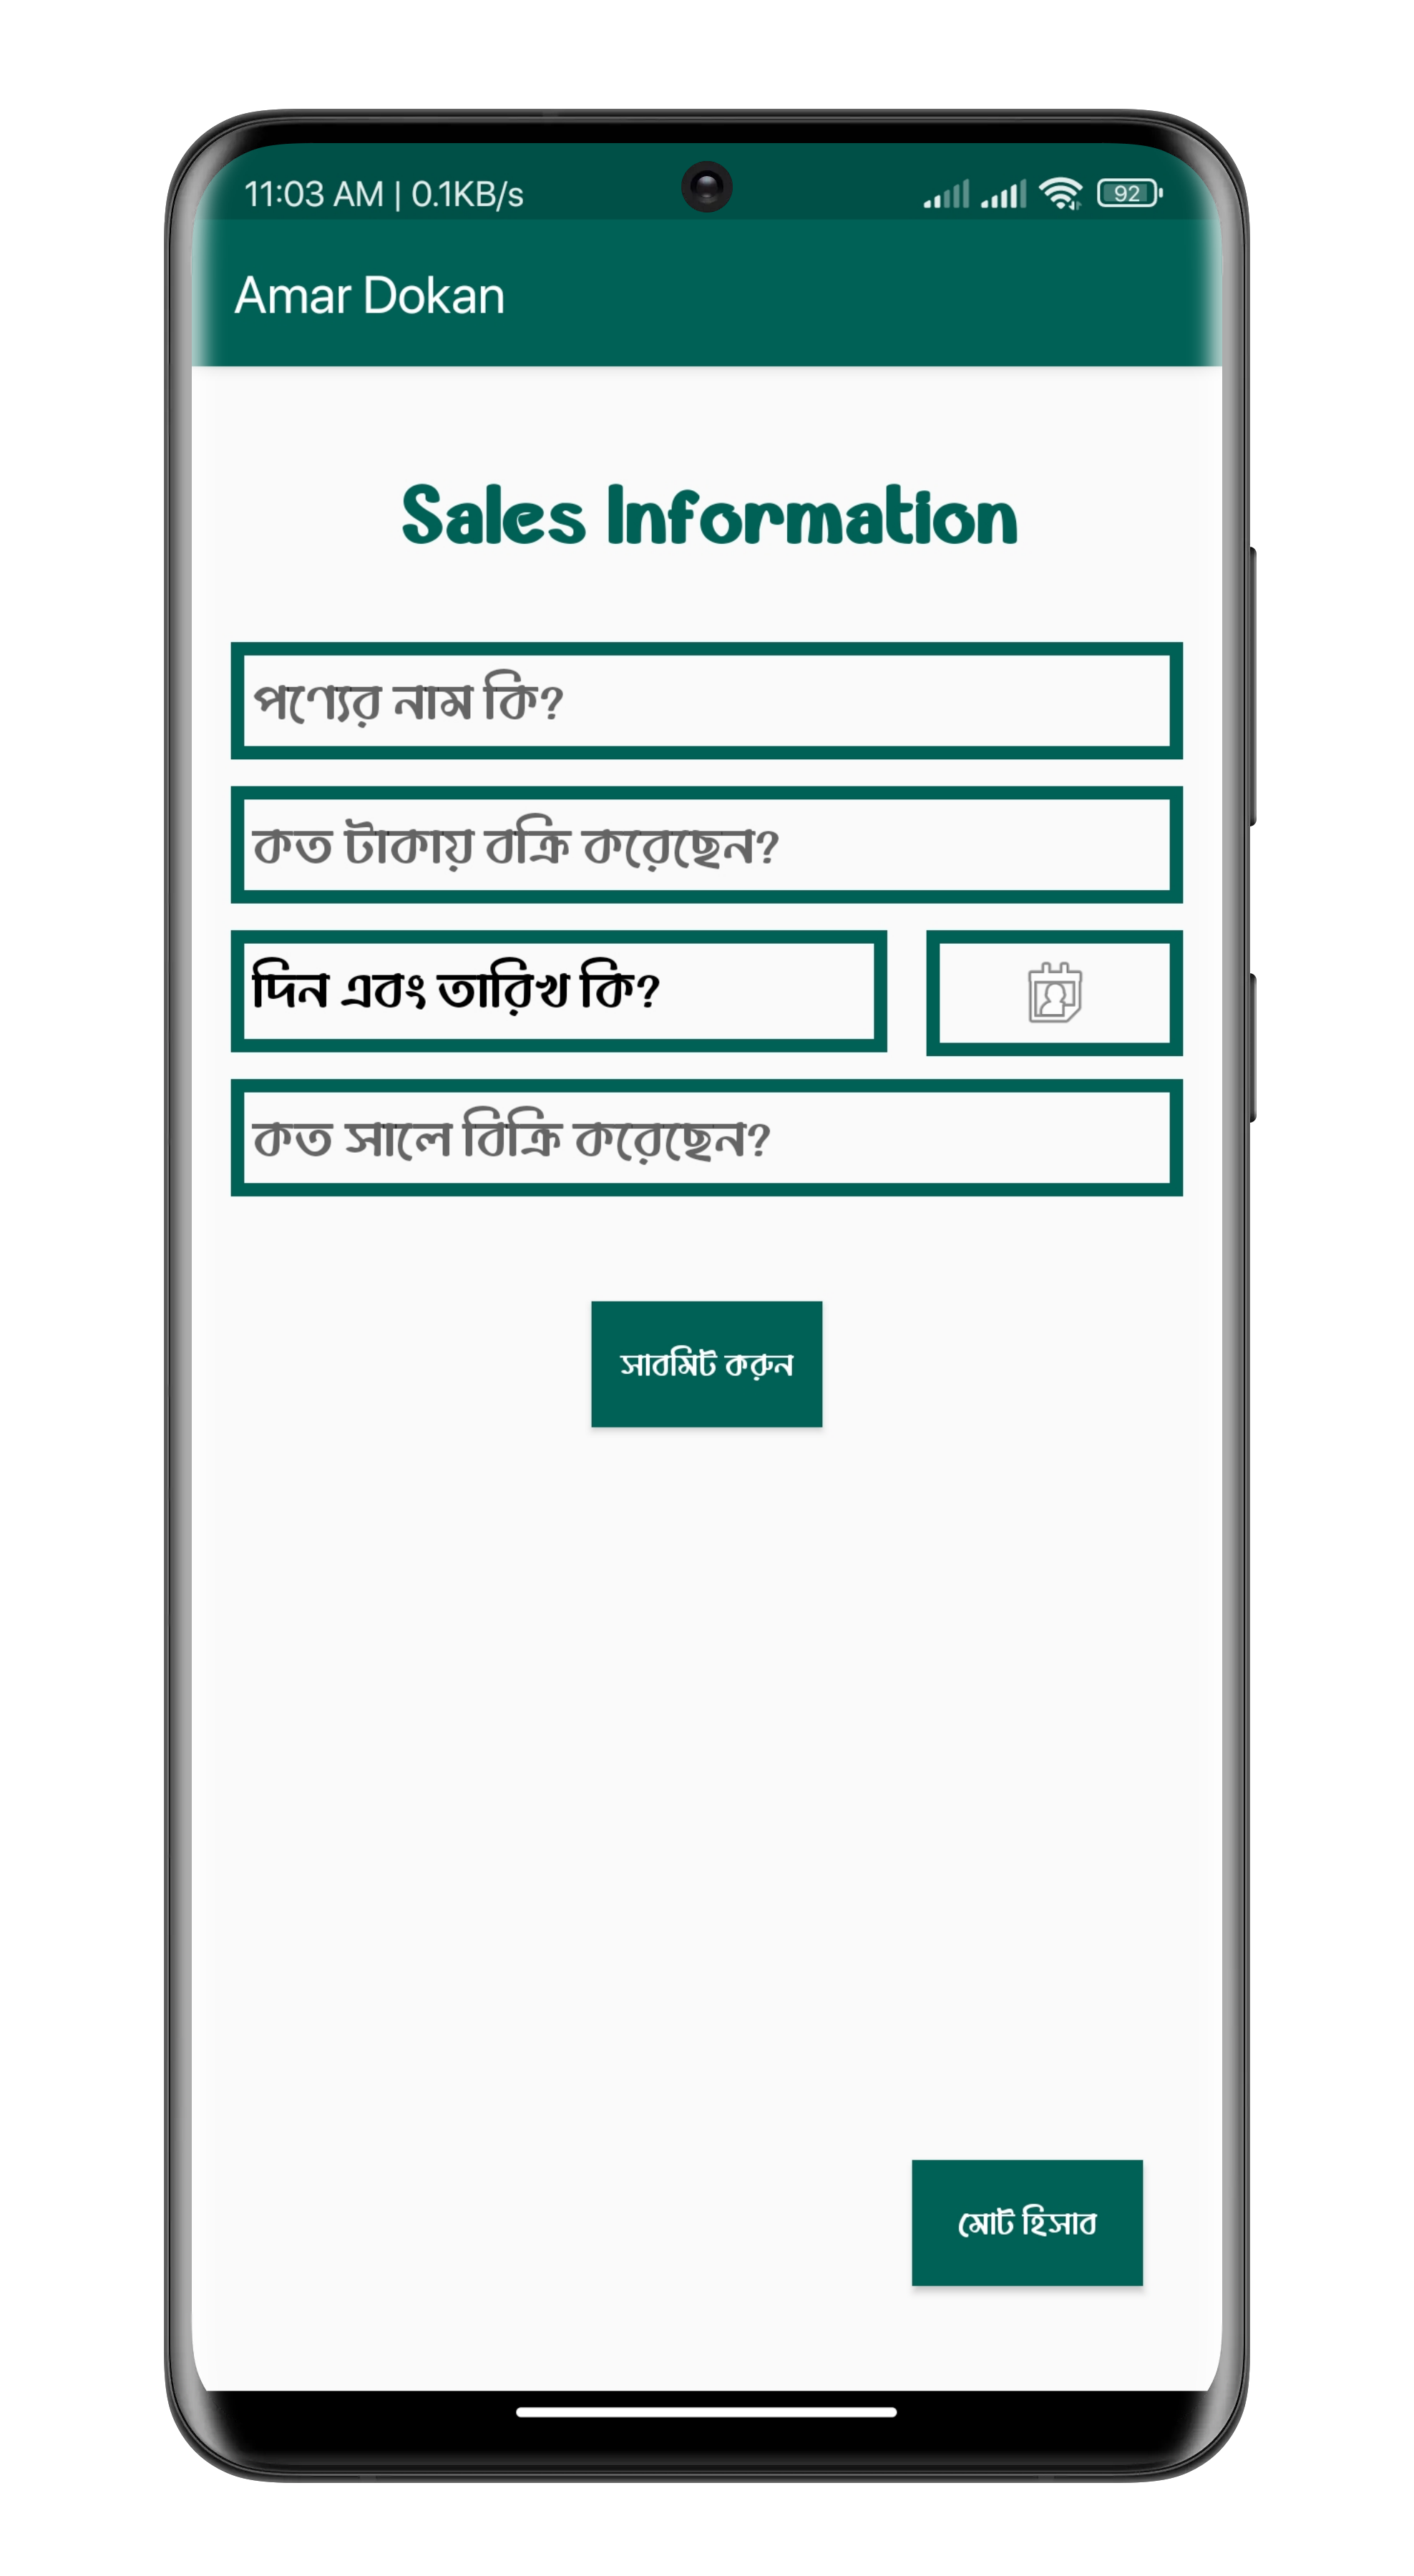 11:03 AM | 0.1KB/s
92
Amar Dokan
Sales Information
পণ্যের নাম কি?
কত টাকায় বক্রি করেছেন?
দিন এবং তারিখ কি?
কত সালে বিক্রি করেছেন?
সাবমিট করুন
মোট হিসাব